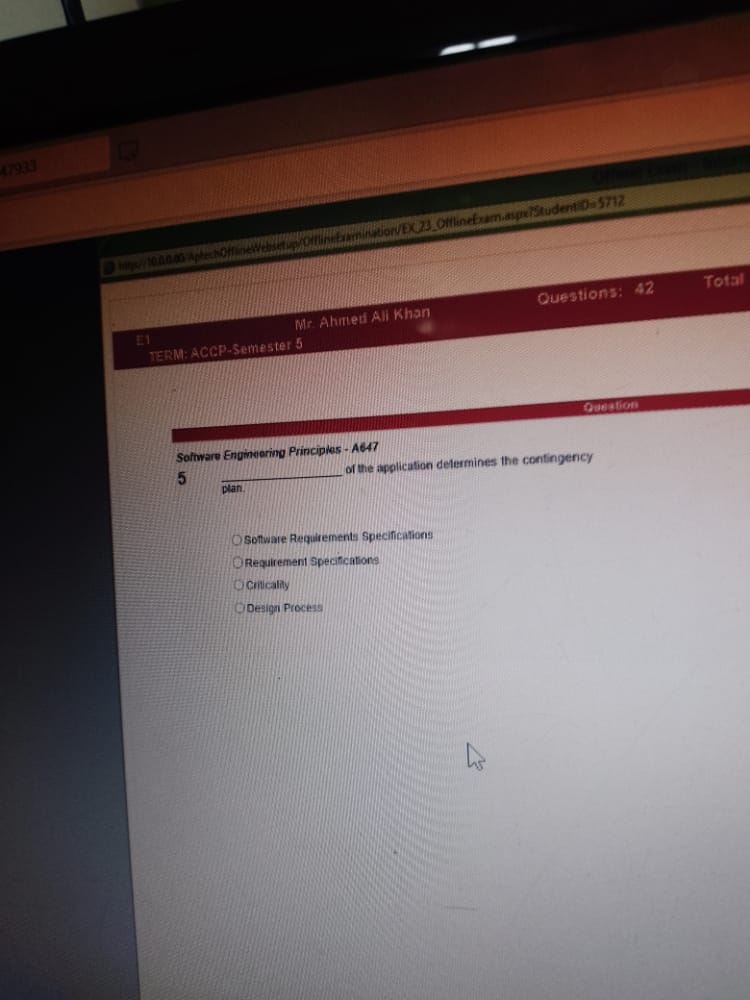 47933
http://10.0.0.60/AptechOfflineWebsetup/OfflineExamination/EX_23_OfflineExam.aspx?StudentID=5712
E1
Mr. Ahmed Ali Khan
Questions: 42
Total
TERM: ACCP-Semester 5
Question
Software Engineering Principles - A647
5
____________ of the application determines the contingency
plan.
Software Requirements Specifications
Requirement Specifications
Criticality
Design Process